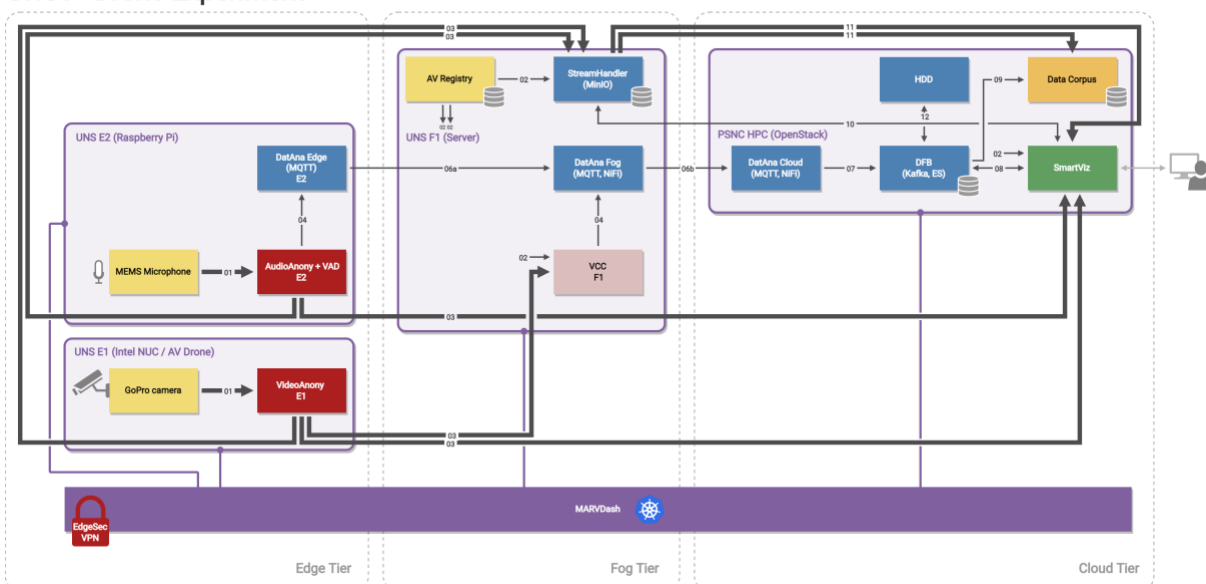 UNS E2 (Raspberry Pi)
DatAna Edge
(MQTT)
E2
04
MEMS Microphone
01
AudioAnony + VAD
E2
03
03
03
UNS E1 (Intel NUC / AV Drone)
GoPro camera
01
VideoAnony
E1
03
03
AV Registry
02
StreamHandler
(MinIO)
02 02
UNS F1 (Server)
06a
DatAna Fog
(MQTT, NiFi)
04
02
VCC
F1
06b
11
11
HDD
09
Data Corpus
12
10
PSNC HPC (OpenStack)
DatAna Cloud
(MQTT, NiFi)
07
DFB
(Kafka, ES)
02
08
SmartViz
MARVDash
EdgeSec
VPN
Edge Tier
Fog Tier
Cloud Tier